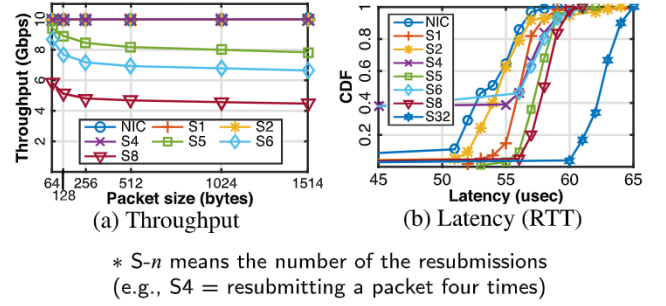 Throughput (Gbps)
10
8
6
4
2
NIC S1 S2
S4 S5 S6
S8
64 128 256 512 1024 1514
Packet size (bytes)
(a) Throughput
CDF
1
0.8
0.6
0.4
0.2
NIC
S1
S2
S4
S5
S6
S8
S32
45 50 55 60 65
Latency (usec)
(b) Latency (RTT)
* S-n means the number of the resubmissions
(e.g., S4 = resubmitting a packet four times)